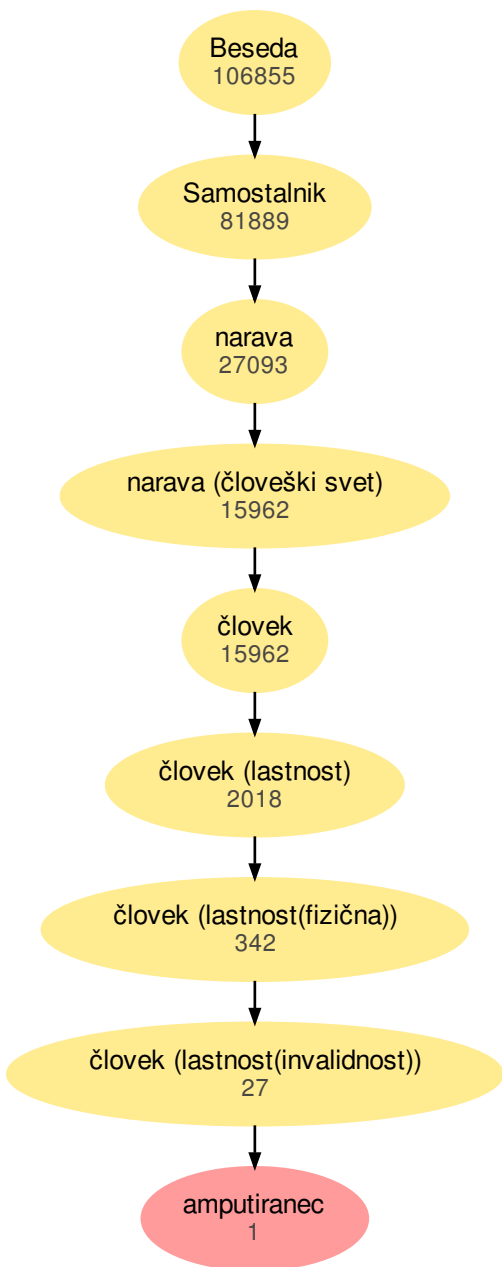 Beseda
106855
Samostalnik
81889
narava
27093
narava (človeški svet)
15962
človek
15962
človek (lastnost)
2018
človek (lastnost(fizična))
342
človek (lastnost(invalidnost))
27
amputiranec
1